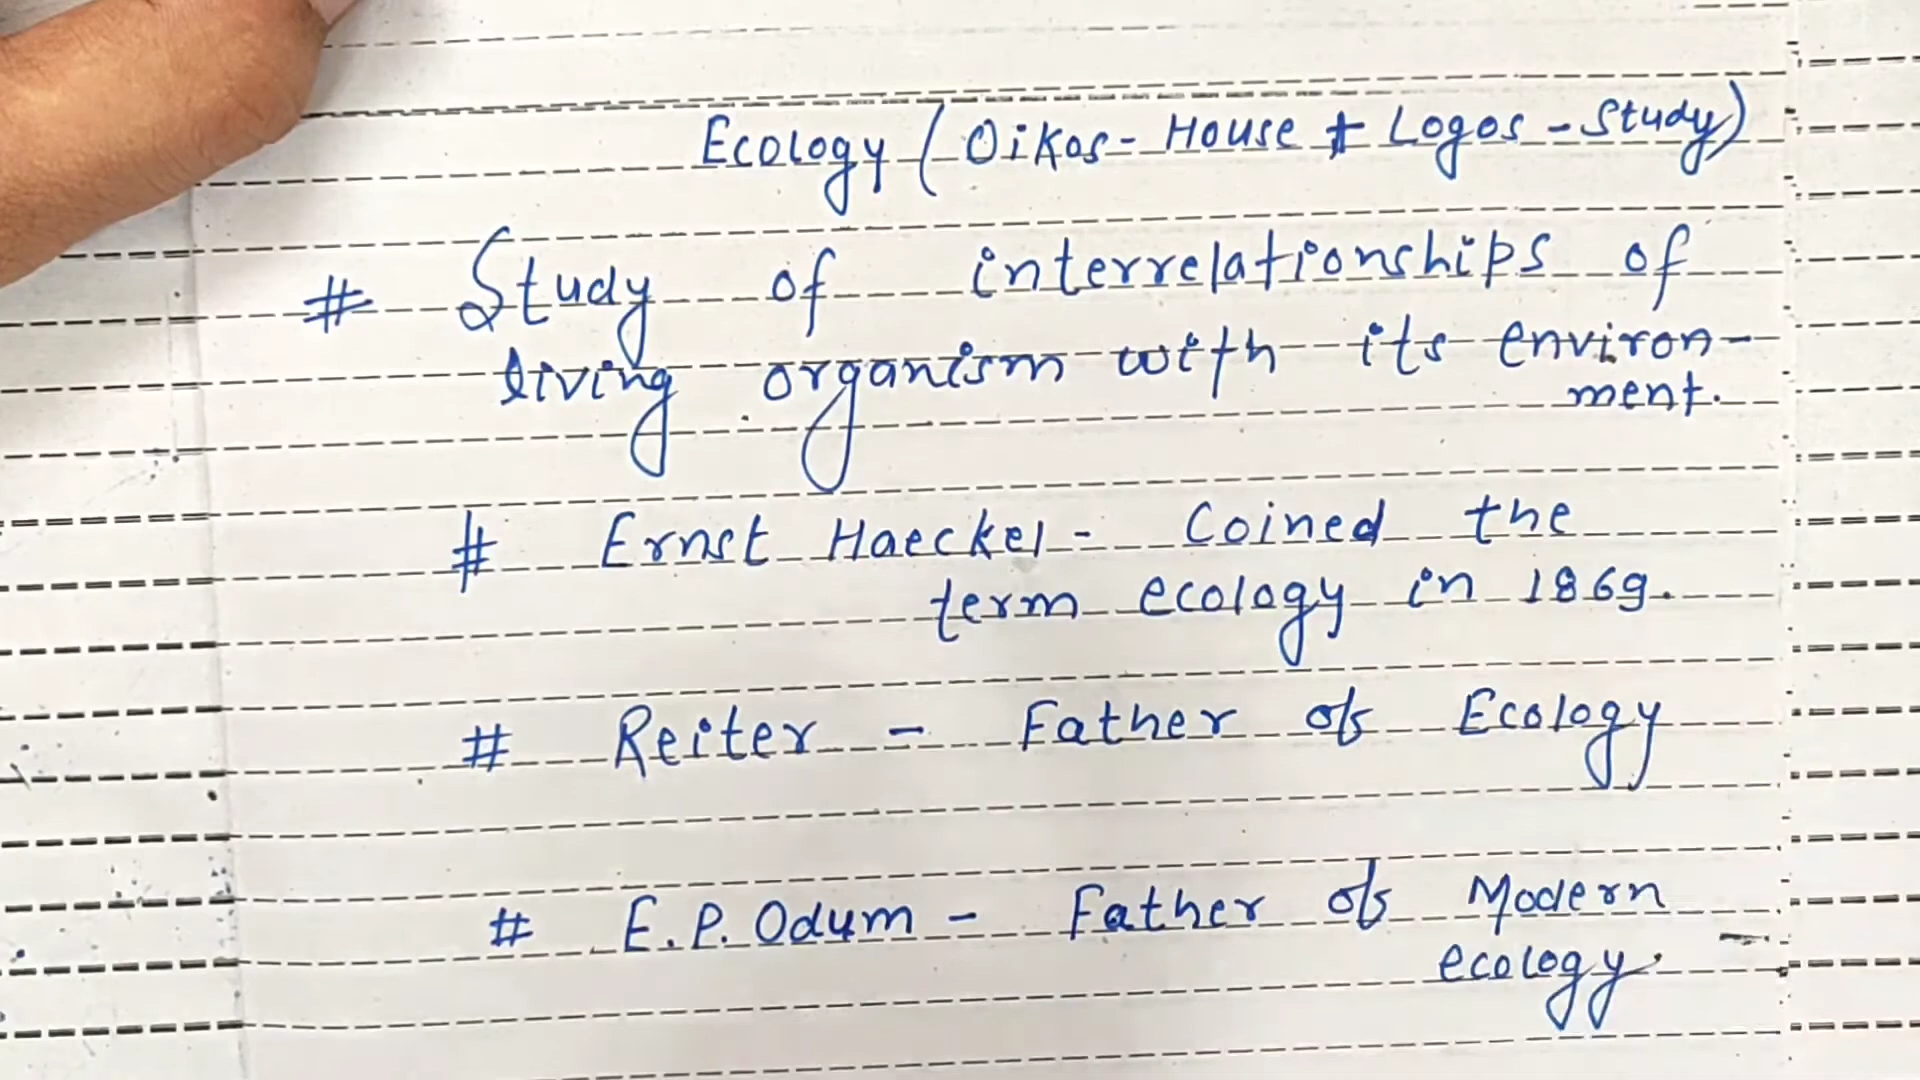 Ecology (Oikos - House + Logos - Study)
# Study of interrelationships of
living organism with its environ-
ment.
# Ernst Haeckel - Coined the
term ecology in 1869.
# Reiter - Father of Ecology
# E.P. Odum - Father of Modern
ecology.